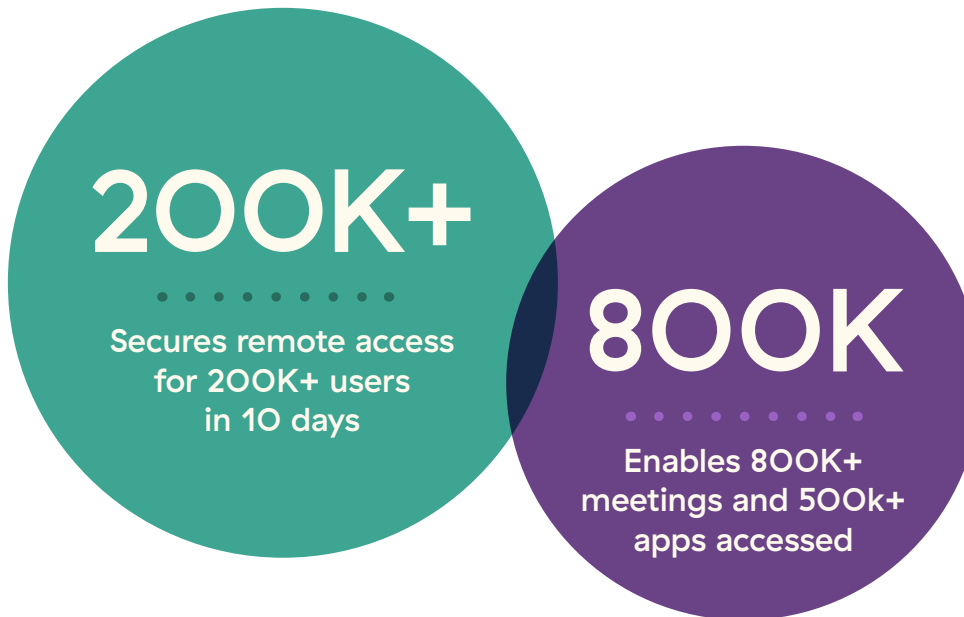 200K+
Secures remote access
for 200K+ users
in 10 days
800K
Enables 800K+
meetings and 500k+
apps accessed